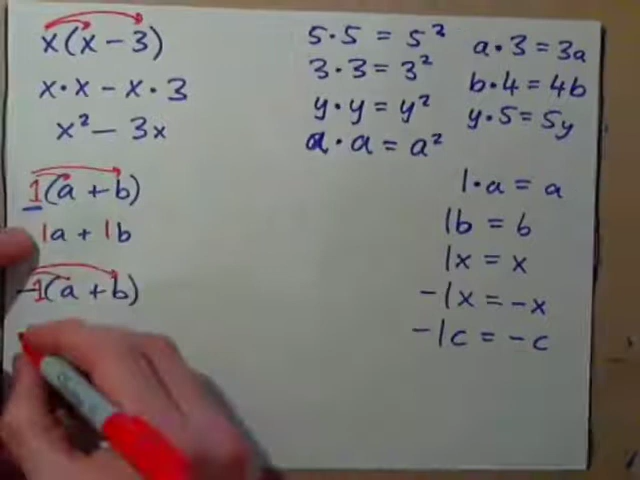 x(x - 3)
x·x - x·3
x² - 3x
1(a + b)
1a + 1b
-1(a + b)
5·5 = 5²
3·3 = 3²
y·y = y²
a·a = a²
a·3 = 3a
b·4 = 4b
y·5 = 5y
1·a = a
1b = b
1x = x
-1x = -x
-1c = -c